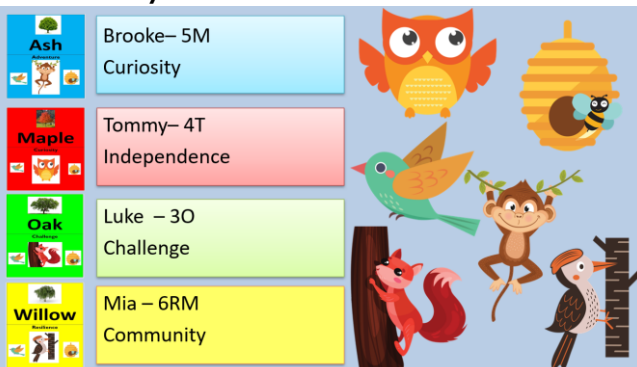 Ash
Adventure
Brooke– 5M
Curiosity
Maple
Tommy– 4T
Independence
Oak
Challenge
Luke – 3O
Challenge
Willow
Resilience
Mia – 6RM
Community